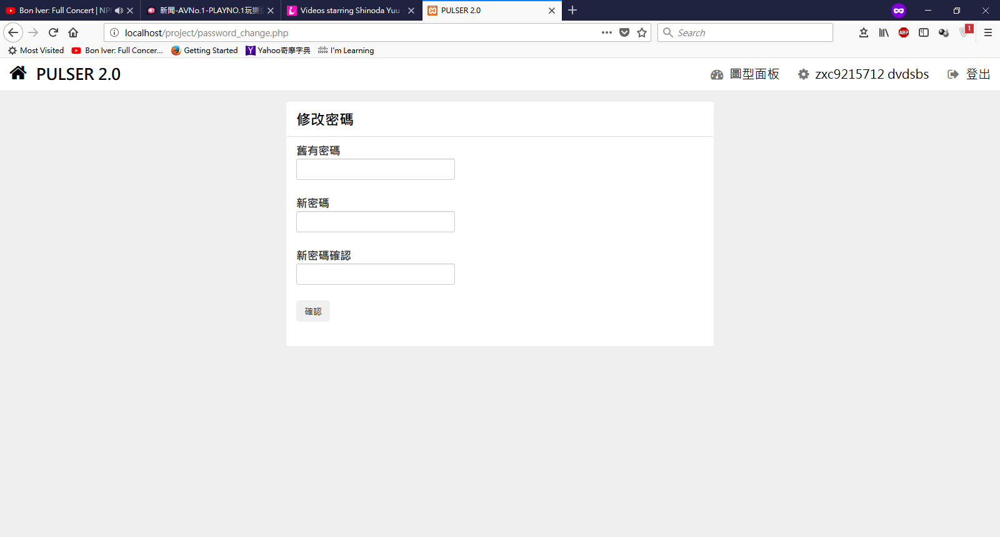 Bon Iver: Full Concert | NP
新聞-AVNo.1-PLAYNO.1玩樂
Videos starring Shinoda Yuu
PULSER 2.0
localhost/project/password_change.php
Search
ABP
1
Most Visited
Bon Iver: Full Concer...
Getting Started
Yahoo奇摩字典
cisco
I'm Learning
PULSER 2.0
圖型面板
zxc9215712 dvdsbs
登出
修改密碼
舊有密碼
新密碼
新密碼確認
確認